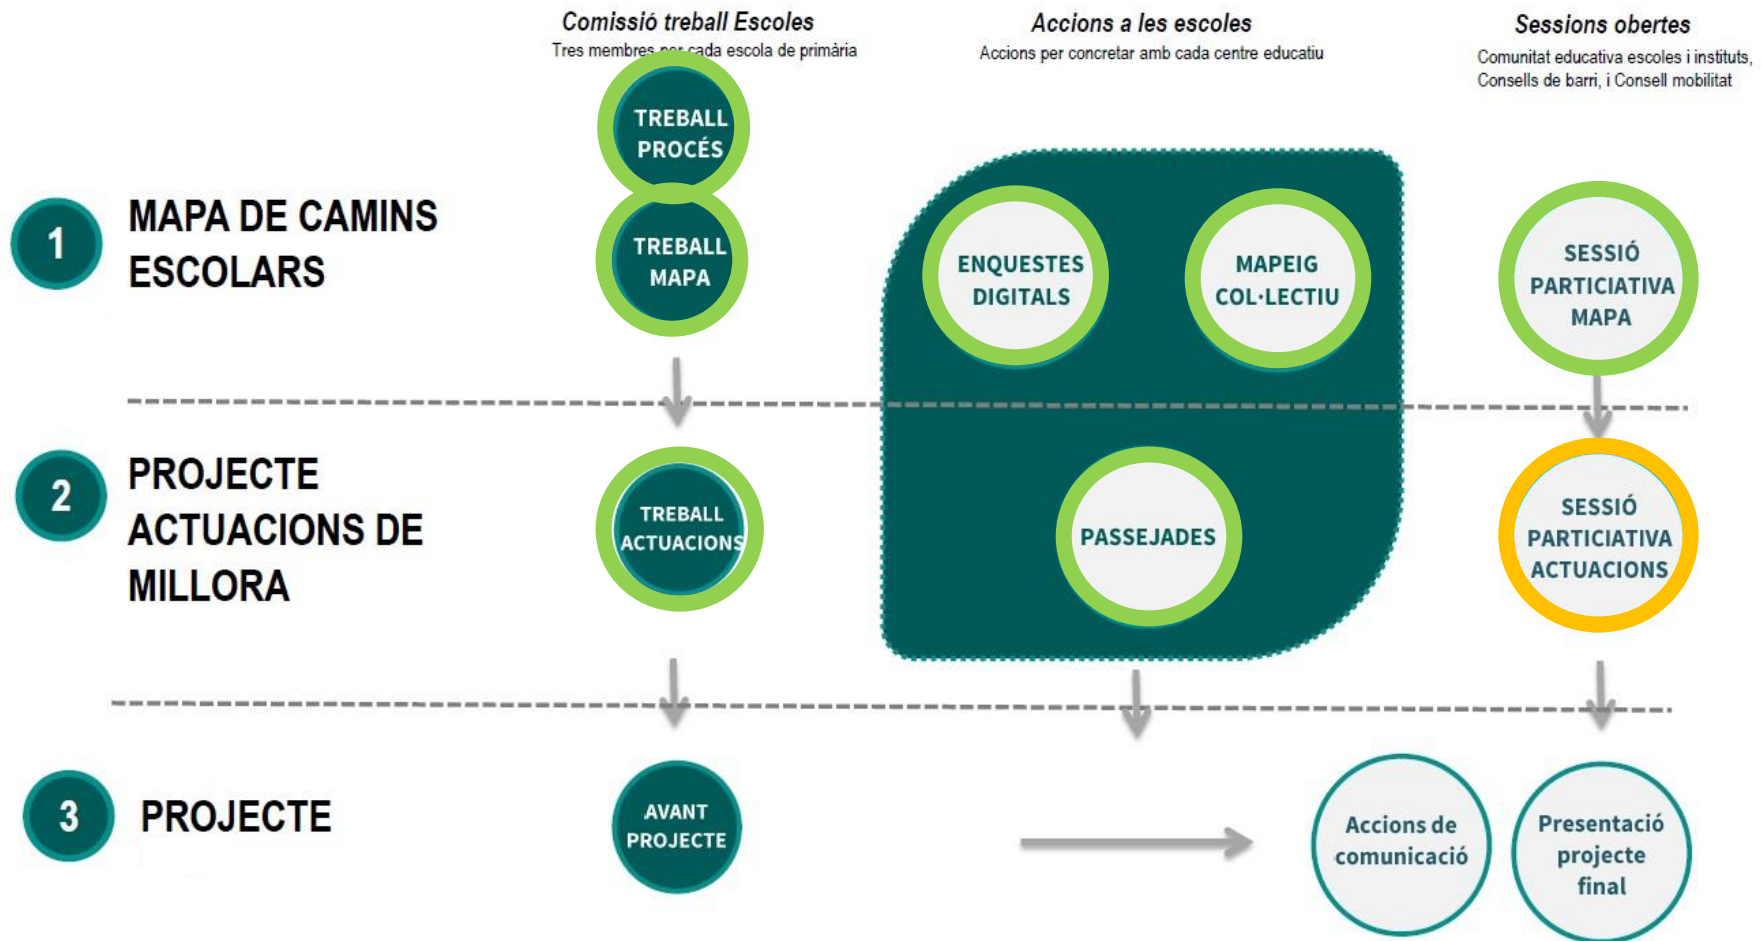 Comissió treball Escoles
Tres membres per cada escola de primària
Accions a les escoles
Accions per concretar amb cada centre educatiu
Sessions obertes
Comunitat educativa escoles i instituts,
Consells de barri, i Consell mobilitat
1
MAPA DE CAMINS
ESCOLARS
TREBALL
PROCÉS
TREBALL
MAPA
ENQUESTES
DIGITALS
MAPEIG
COL·LECTIU
SESSIÓ
PARTICIATIVA
MAPA
2
PROJECTE
ACTUACIONS DE
MILLORA
TREBALL
ACTUACIONS
PASSEJADES
SESSIÓ
PARTICIATIVA
ACTUACIONS
3
PROJECTE
AVANT
PROJECTE
Accions de
comunicació
Presentació
projecte
final